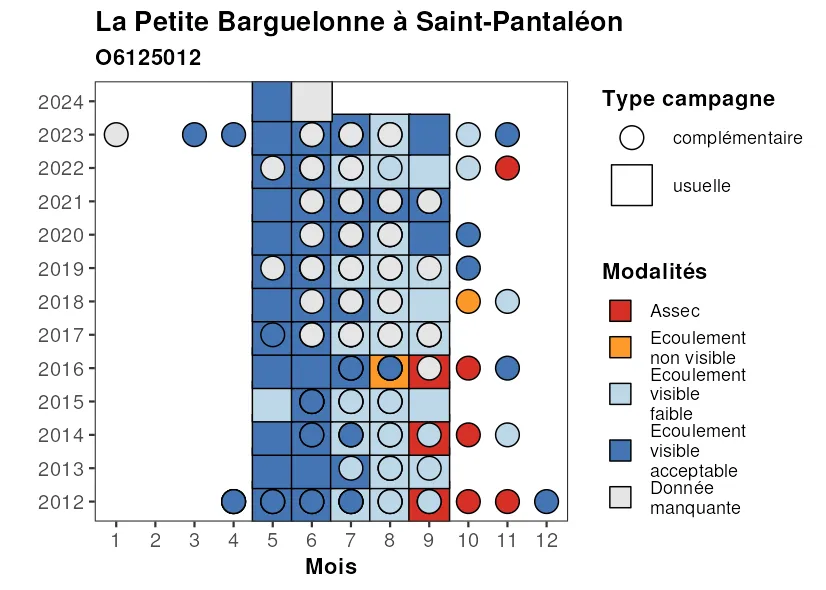 La Petite Barguelonne à Saint-Pantaléon
O6125012
2024
2023
2022
2021
2020
2019
2018
2017
2016
2015
2014
2013
2012
1 2 3 4 5 6 7 8 9 10 11 12
Mois
Type campagne
complémentaire
usuelle
Modalités
Assec
Ecoulement
non visible
Ecoulement
visible
faible
Ecoulement
visible
acceptable
Donnée
manquante